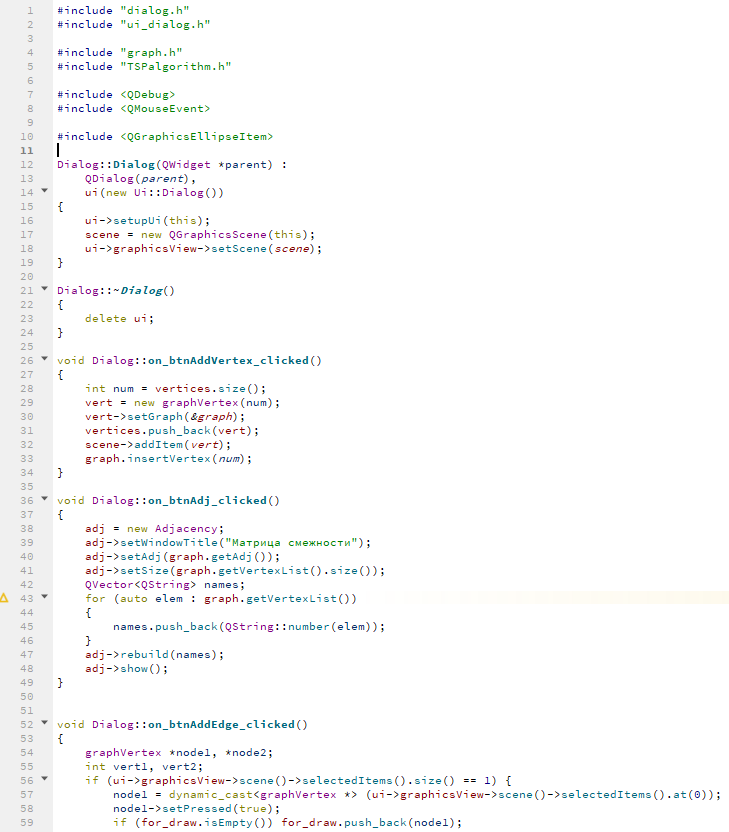 1 #include "dialog.h"
2 #include "ui_dialog.h"
3
4 #include "graph.h"
5 #include "TSPalgorithm.h"
6
7 #include <QDebug>
8 #include <QMouseEvent>
9
10 #include <QGraphicsEllipseItem>
11
12 Dialog::Dialog(QWidget *parent) :
13     QDialog(parent),
14     ui(new Ui::Dialog())
15 {
16     ui->setupUi(this);
17     scene = new QGraphicsScene(this);
18     ui->graphicsView->setScene(scene);
19 }
20
21 Dialog::~Dialog()
22 {
23     delete ui;
24 }
25
26 void Dialog::on_btnAddVertex_clicked()
27 {
28     int num = vertices.size();
29     vert = new graphVertex(num);
30     vert->setGraph(&graph);
31     vertices.push_back(vert);
32     scene->addItem(vert);
33     graph.insertVertex(num);
34 }
35
36 void Dialog::on_btnAdj_clicked()
37 {
38     adj = new Adjacency;
39     adj->setWindowTitle("Матрица смежности");
40     adj->setAdj(graph.getAdj());
41     adj->setSize(graph.getVertexList().size());
42     QVector<QString> names;
43     for (auto elem : graph.getVertexList())
44     {
45         names.push_back(QString::number(elem));
46     }
47     adj->rebuild(names);
48     adj->show();
49 }
50
51
52 void Dialog::on_btnAddEdge_clicked()
53 {
54     graphVertex *node1, *node2;
55     int vert1, vert2;
56     if (ui->graphicsView->scene()->selectedItems().size() == 1) {
57         node1 = dynamic_cast<graphVertex *> (ui->graphicsView->scene()->selectedItems().at(0));
58         node1->setPressed(true);
59         if (for_draw.isEmpty()) for_draw.push_back(node1);